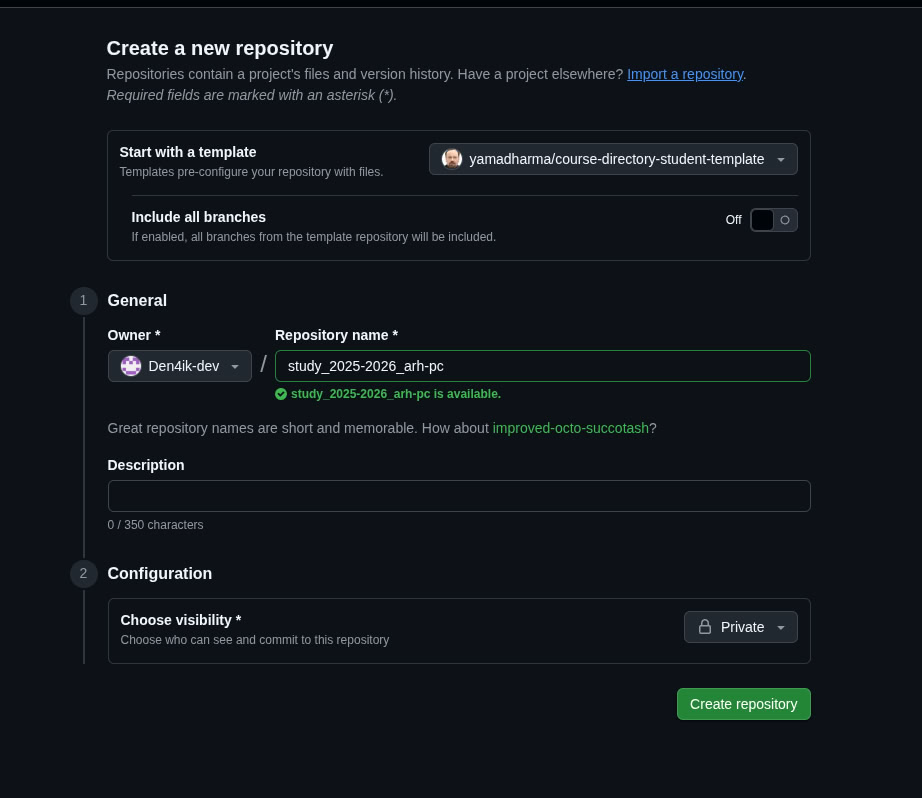 Create a new repository
Repositories contain a project's files and version history. Have a project elsewhere? Import a repository.
Required fields are marked with an asterisk (*).
Start with a template
Templates pre-configure your repository with files.
yamadharma/course-directory-student-template
Include all branches
If enabled, all branches from the template repository will be included.
Off
1
General
Owner *
Repository name *
Den4ik-dev
/
study_2025-2026_arh-pc
study_2025-2026_arh-pc is available.
Great repository names are short and memorable. How about improved-octo-succotash?
Description
0 / 350 characters
2
Configuration
Choose visibility *
Choose who can see and commit to this repository
Private
Create repository